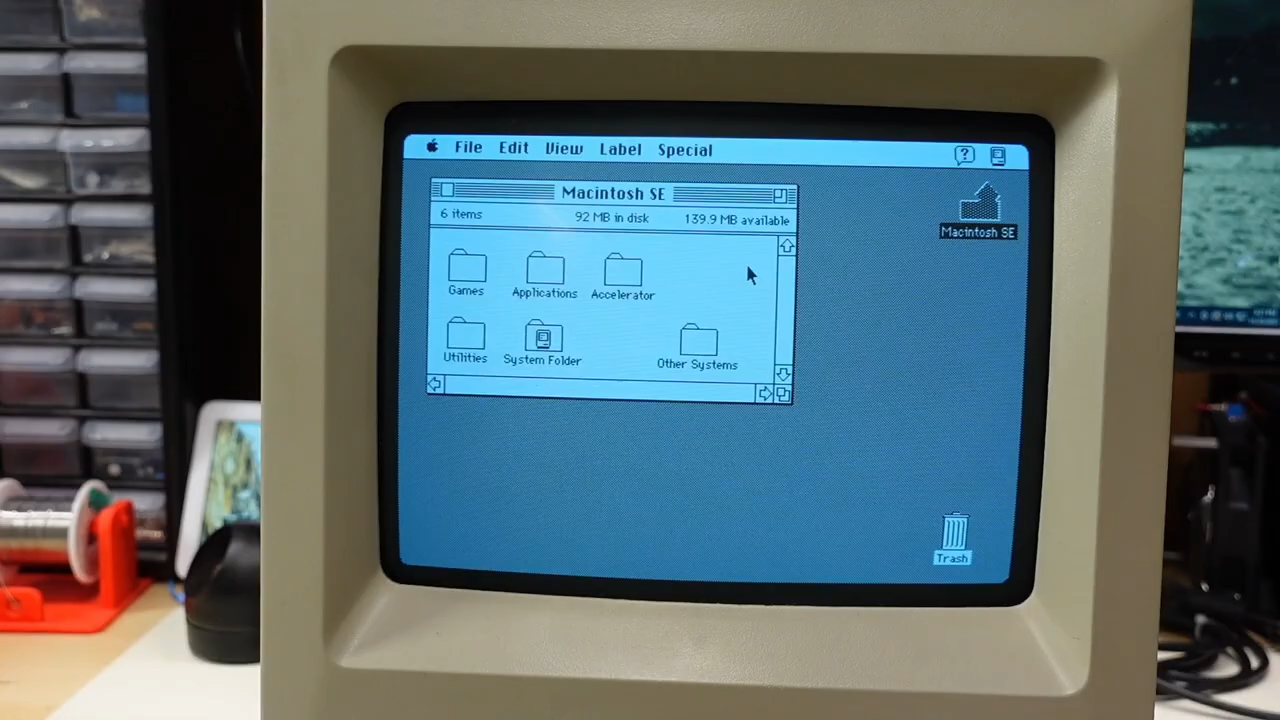 File Edit View Label Special
Macintosh SE
6 items 92 MB in disk 139.9 MB available
Macintosh SE
Games Applications Accelerator
Utilities System Folder Other Systems
Trash